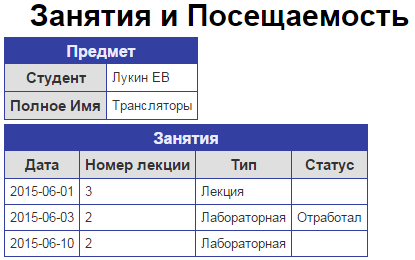 Занятия и Посещаемость
Предмет
Студент Лукин ЕВ
Полное Имя Трансляторы
Занятия
Дата Номер лекции Тип Статус
2015-06-01 3 Лекция
2015-06-03 2 Лабораторная Отработал
2015-06-10 2 Лабораторная